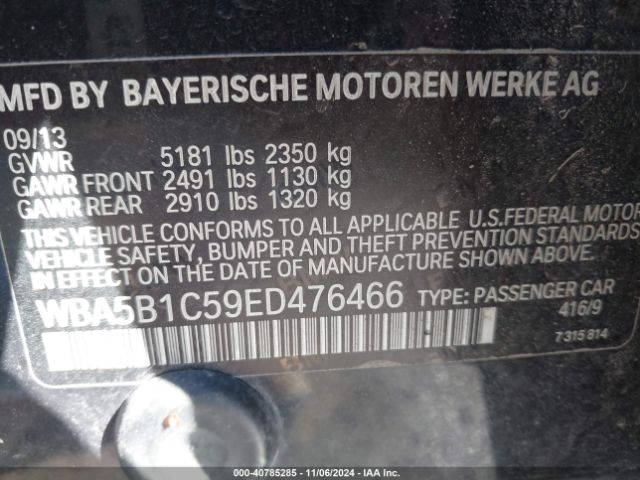 MFD BY BAYERISCHE MOTOREN WERKE AG
09/13
GVWR 5181 lbs 2350 kg
GAWR FRONT 2491 lbs 1130 kg
GAWR REAR 2910 lbs 1320 kg
THIS VEHICLE CONFORMS TO ALL APPLICABLE U.S.FEDERAL MOTOR
VEHICLE SAFETY, BUMPER AND THEFT PREVENTION STANDARDS
IN EFFECT ON THE DATE OF MANUFACTURE SHOWN ABOVE.
WBA5B1C59ED476466 TYPE: PASSENGER CAR
416/9
7315814
000-40785285 - 11/06/2024 - IAA Inc.